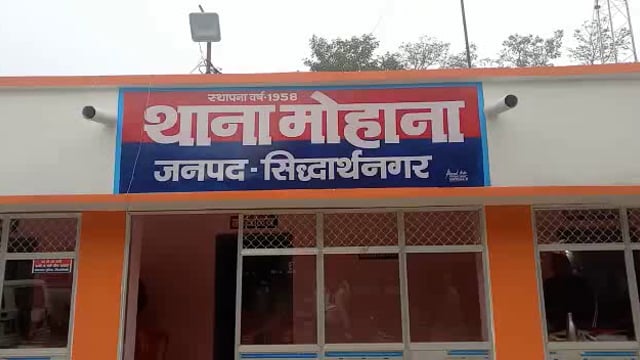 स्थापना वर्ष-1958
थाना मोहाना
जनपद - सिद्धार्थनगर